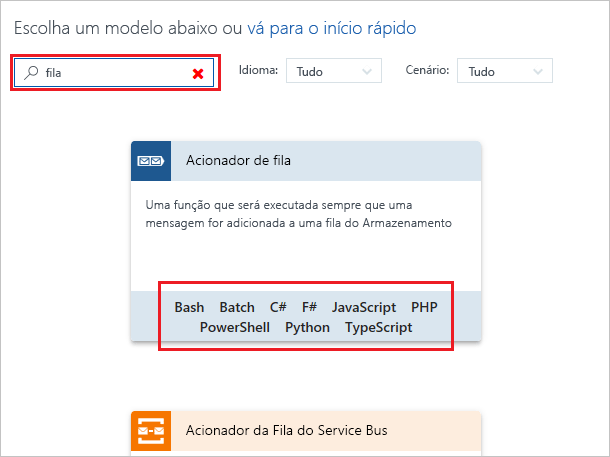 Escolha um modelo abaixo ou vá para o início rápido
fila Idioma: Tudo Cenário: Tudo
Acionador de fila
Uma função que será executada sempre que uma
mensagem for adicionada a uma fila do Armazenamento
Bash Batch C# F# JavaScript PHP
PowerShell Python TypeScript
Acionador da Fila do Service Bus